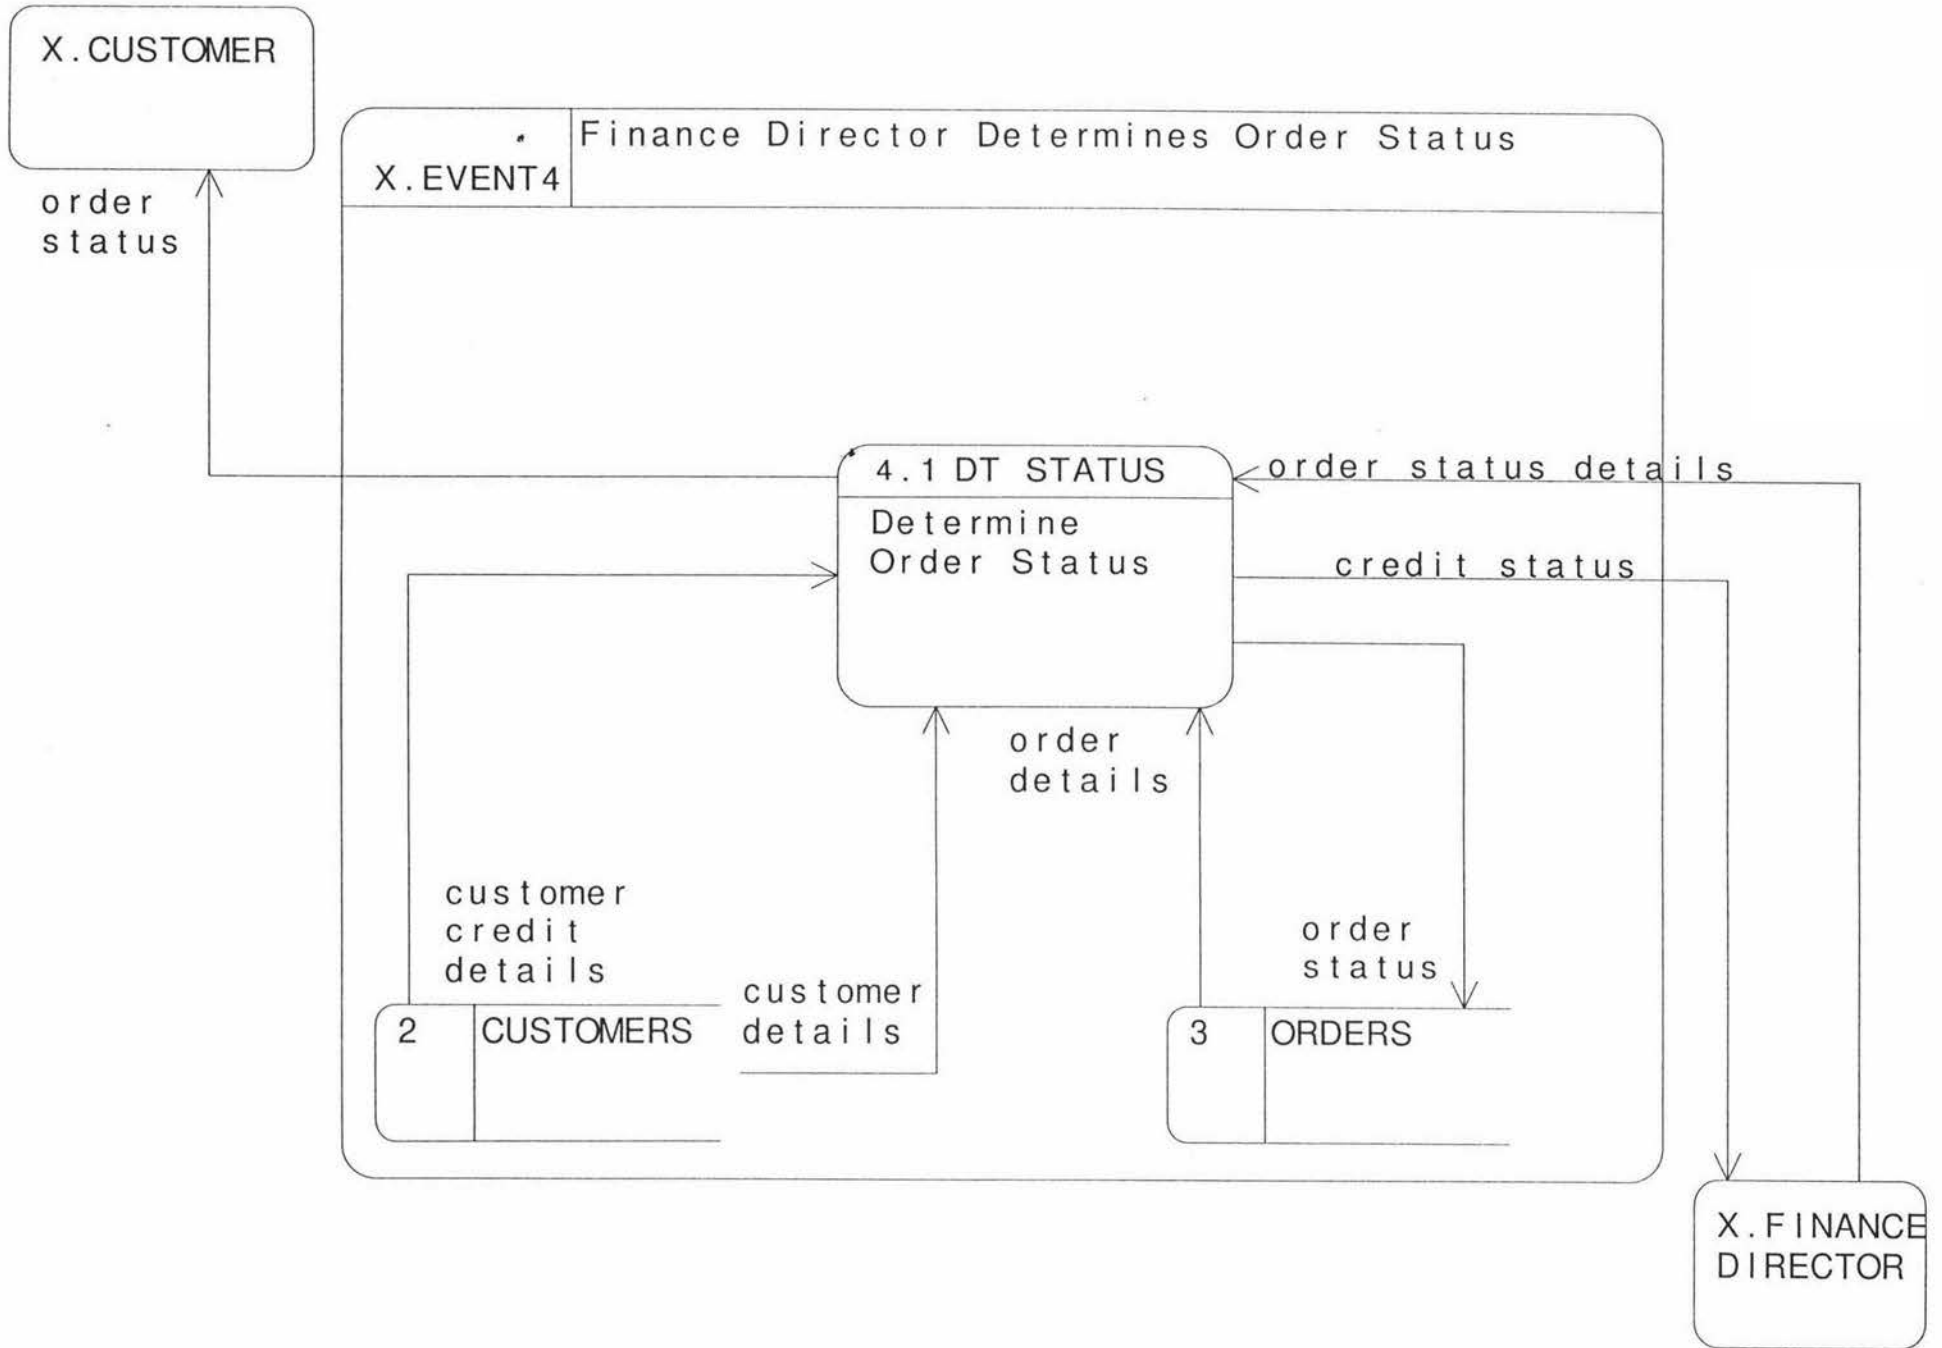 X.CUSTOMER
Finance Director Determines Order Status
X.EVENT4
order
status
4.1 DT STATUS
order status details
Determine
Order Status
credit status
order
details
customer
credit
details
order
status
customer
details
2 CUSTOMERS
3 ORDERS
X.FINANCE
DIRECTOR